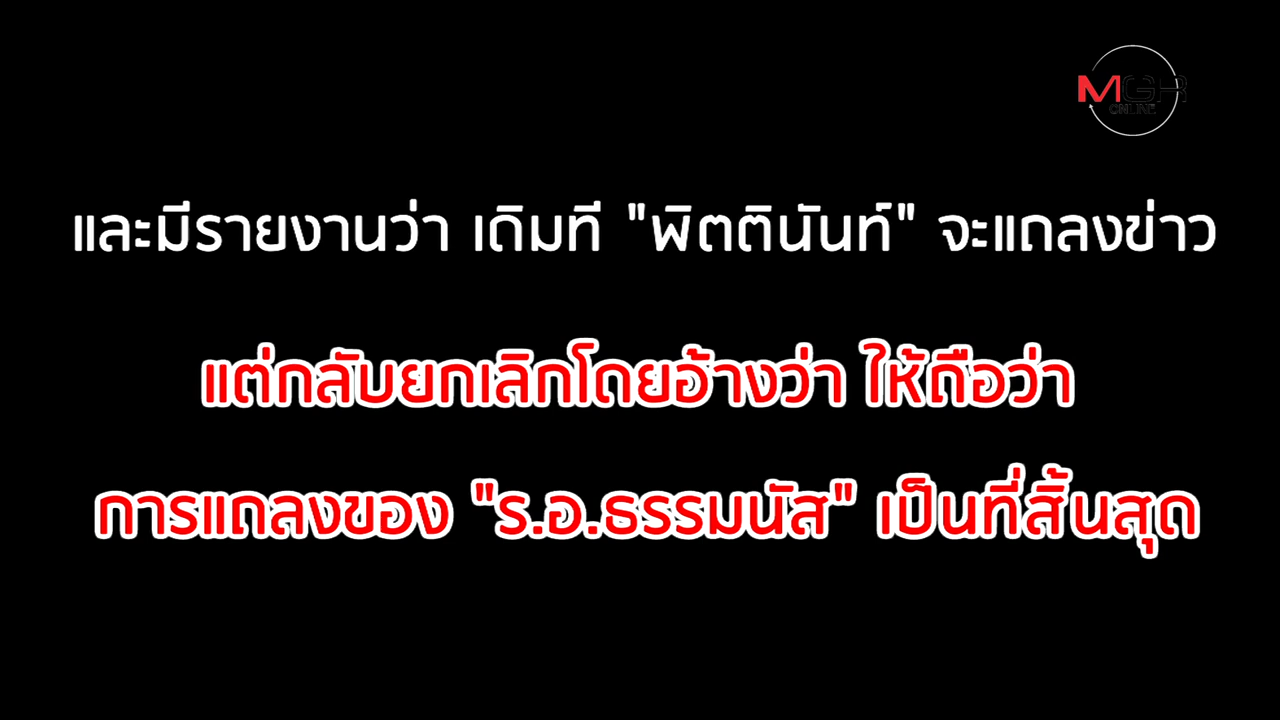 MGR
ONLINE
และมีรายงานว่า เดิมที "พิตตินันท์" จะแถลงข่าว
แต่กลับยกเลิกโดยอ้างว่า ให้ถือว่า
การแถลงของ "ร.อ.ธรรมนัส" เป็นที่สิ้นสุด